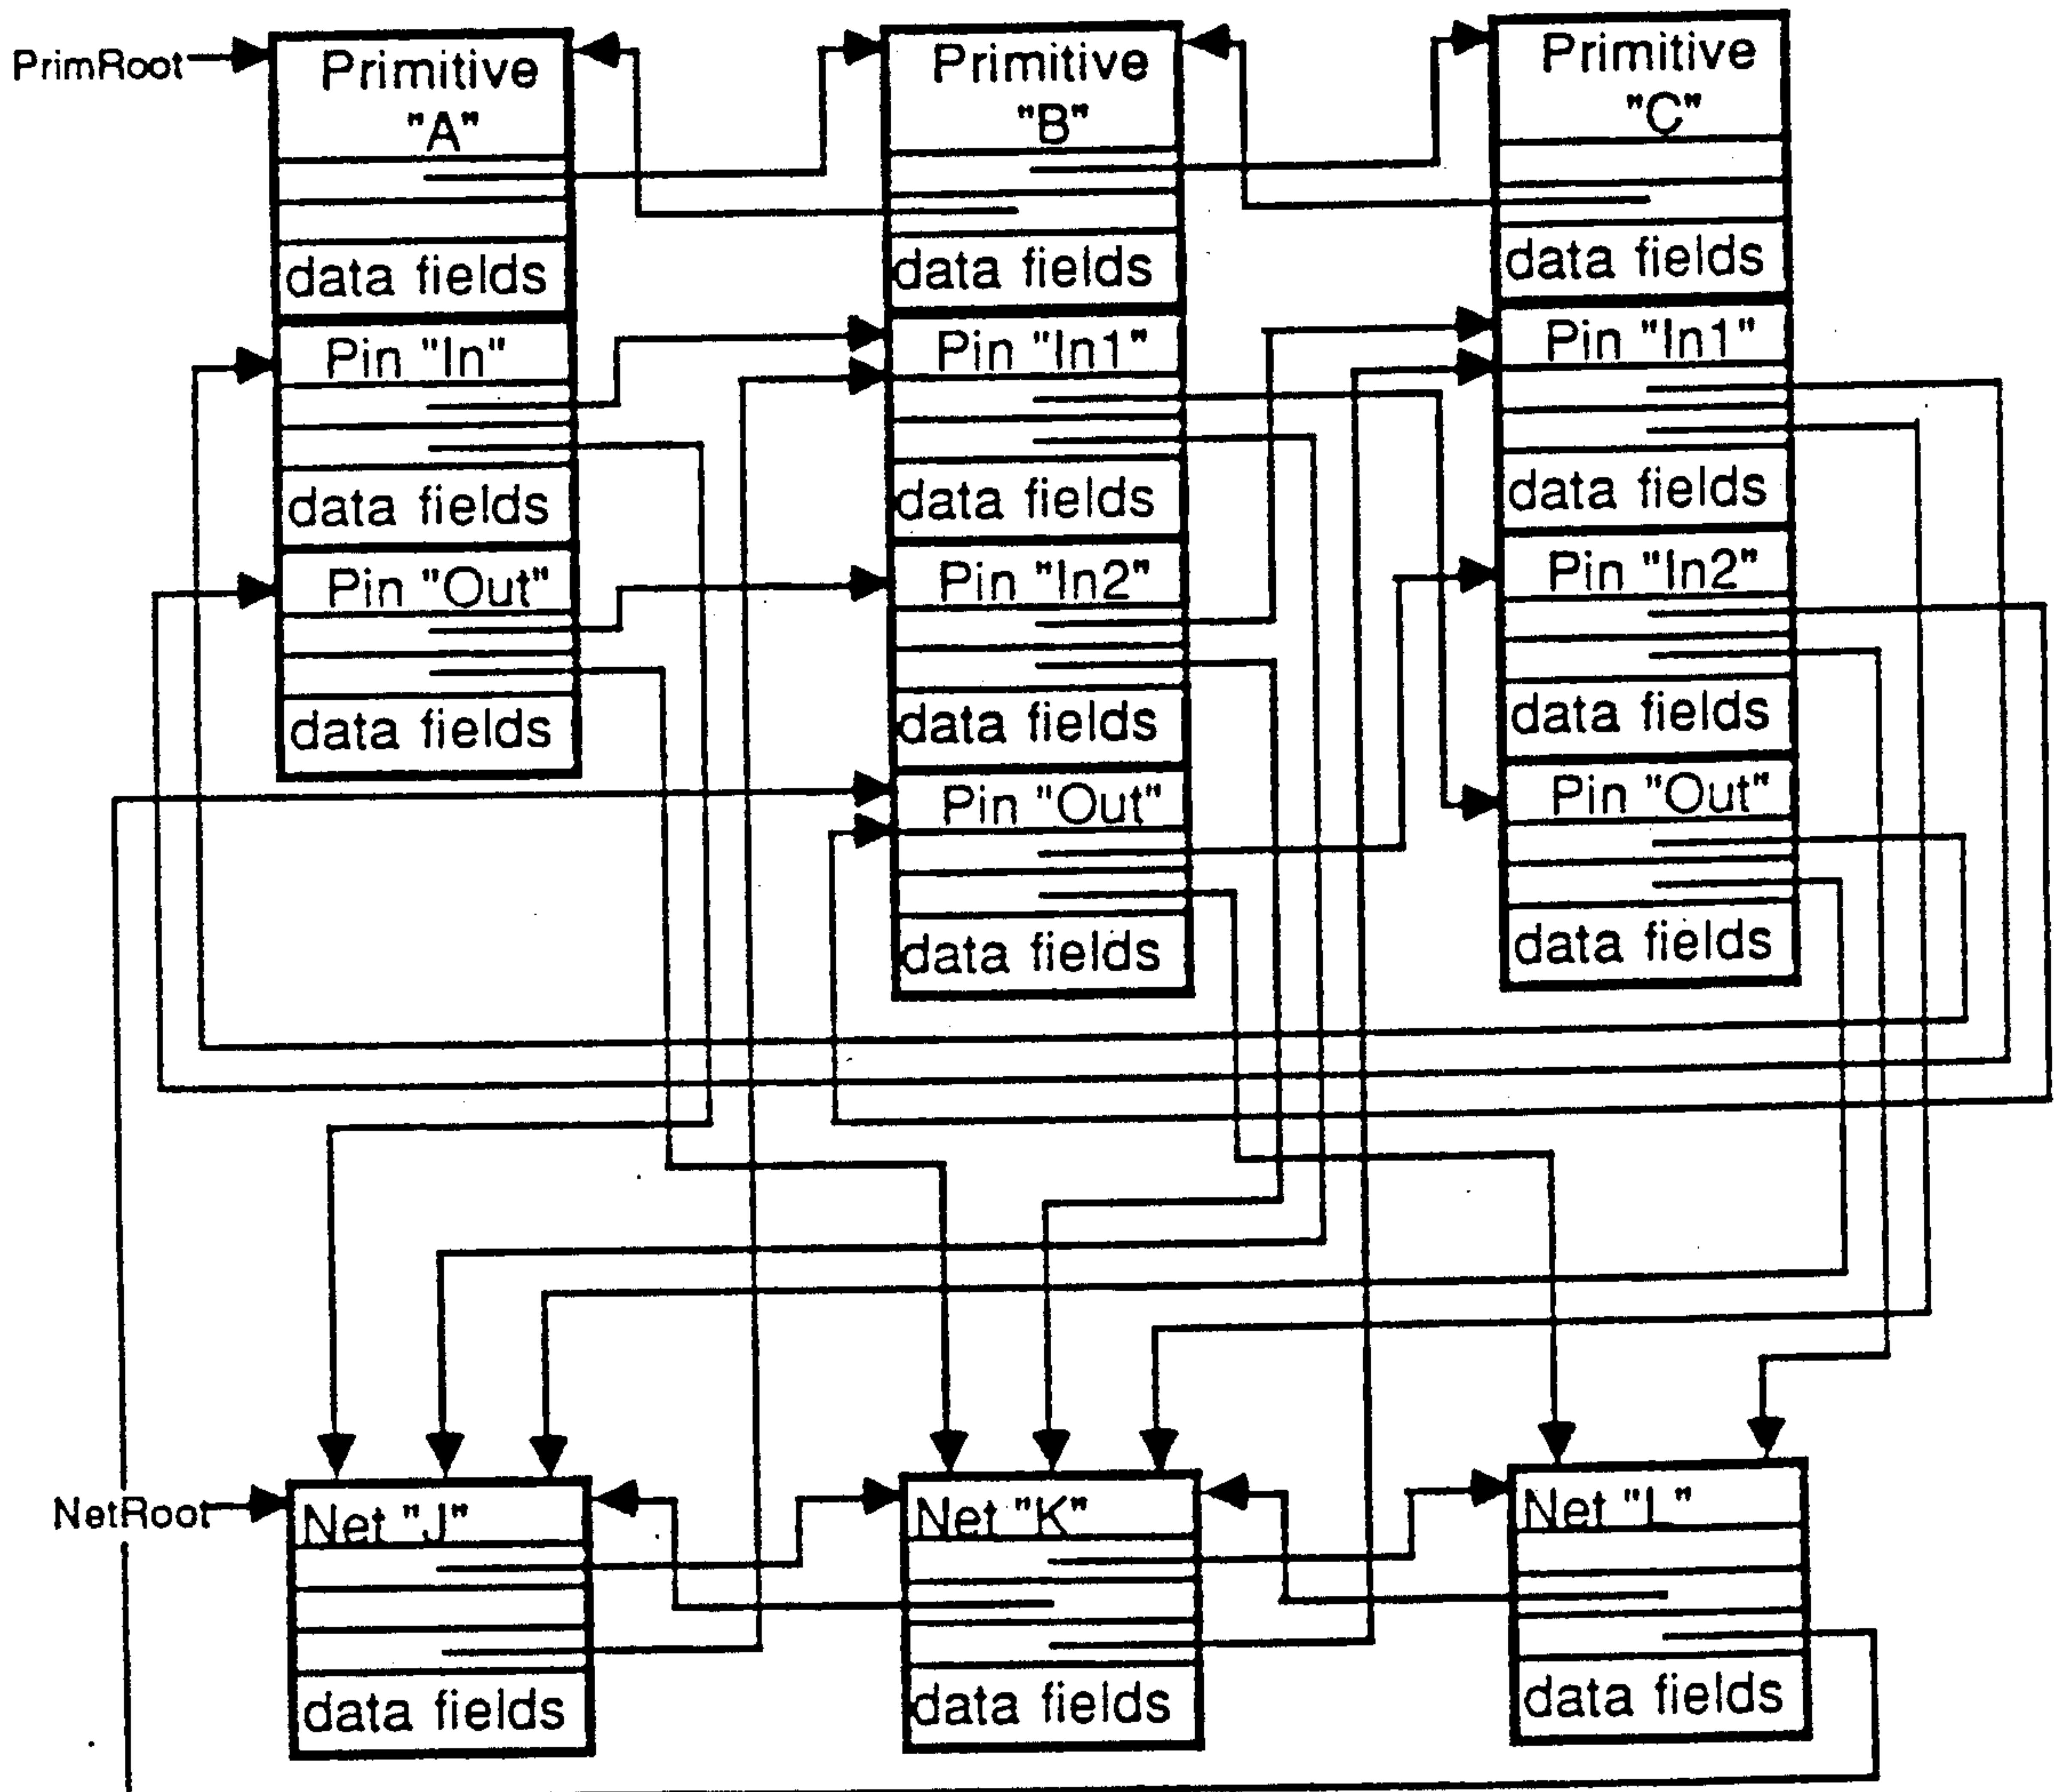 PrimRoot
Primitive
"A"
data fields
Pin "In"
data fields
Pin "Out"
data fields
Primitive
"B"
data fields
Pin "In1"
data fields
Pin "In2"
data fields
Pin "Out"
data fields
Primitive
"C"
data fields
Pin "In1"
data fields
Pin "In2"
data fields
Pin "Out"
data fields
NetRoot
Net "J"
data fields
Net "K"
data fields
Net "L"
data fields